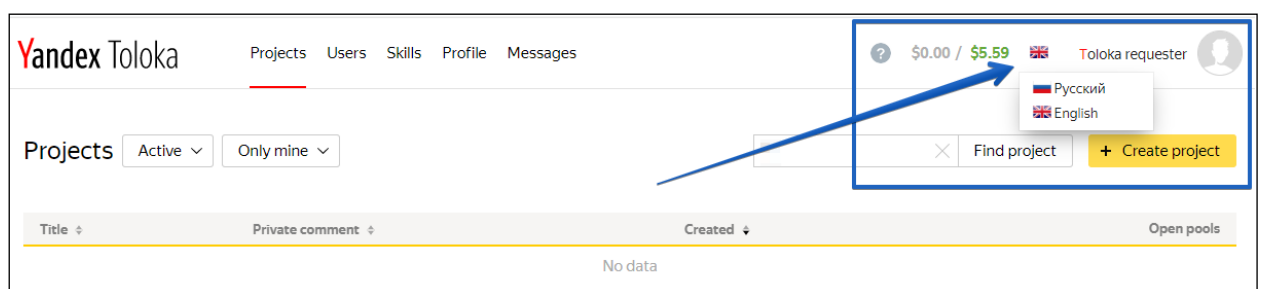 Yandex Toloka Projects Users Skills Profile Messages ? $0.00 / $5.59 Toloka requester
Русский
English
Projects Active Only mine Find project + Create project
Title Private comment Created Open pools
No data